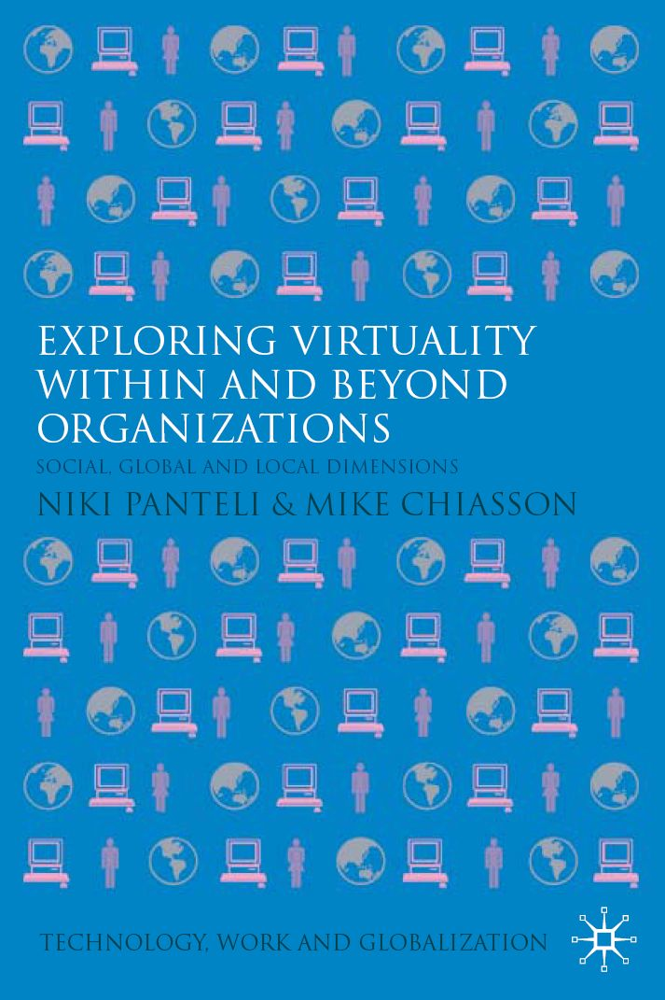 EXPLORING VIRTUALITY
WITHIN AND BEYOND
ORGANIZATIONS
SOCIAL, GLOBAL AND LOCAL DIMENSIONS
NIKI PANTELI & MIKE CHIASSON
TECHNOLOGY, WORK AND GLOBALIZATION